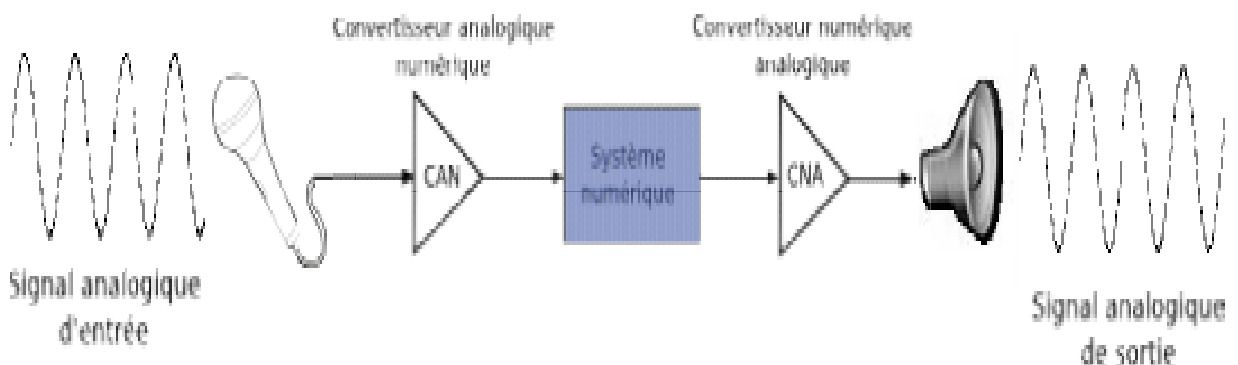 Convertisseur analogique
numérique
Convertisseur numérique
analogique
CAN
Système
numérique
CNA
Signal analogique
d'entrée
Signal analogique
de sortie